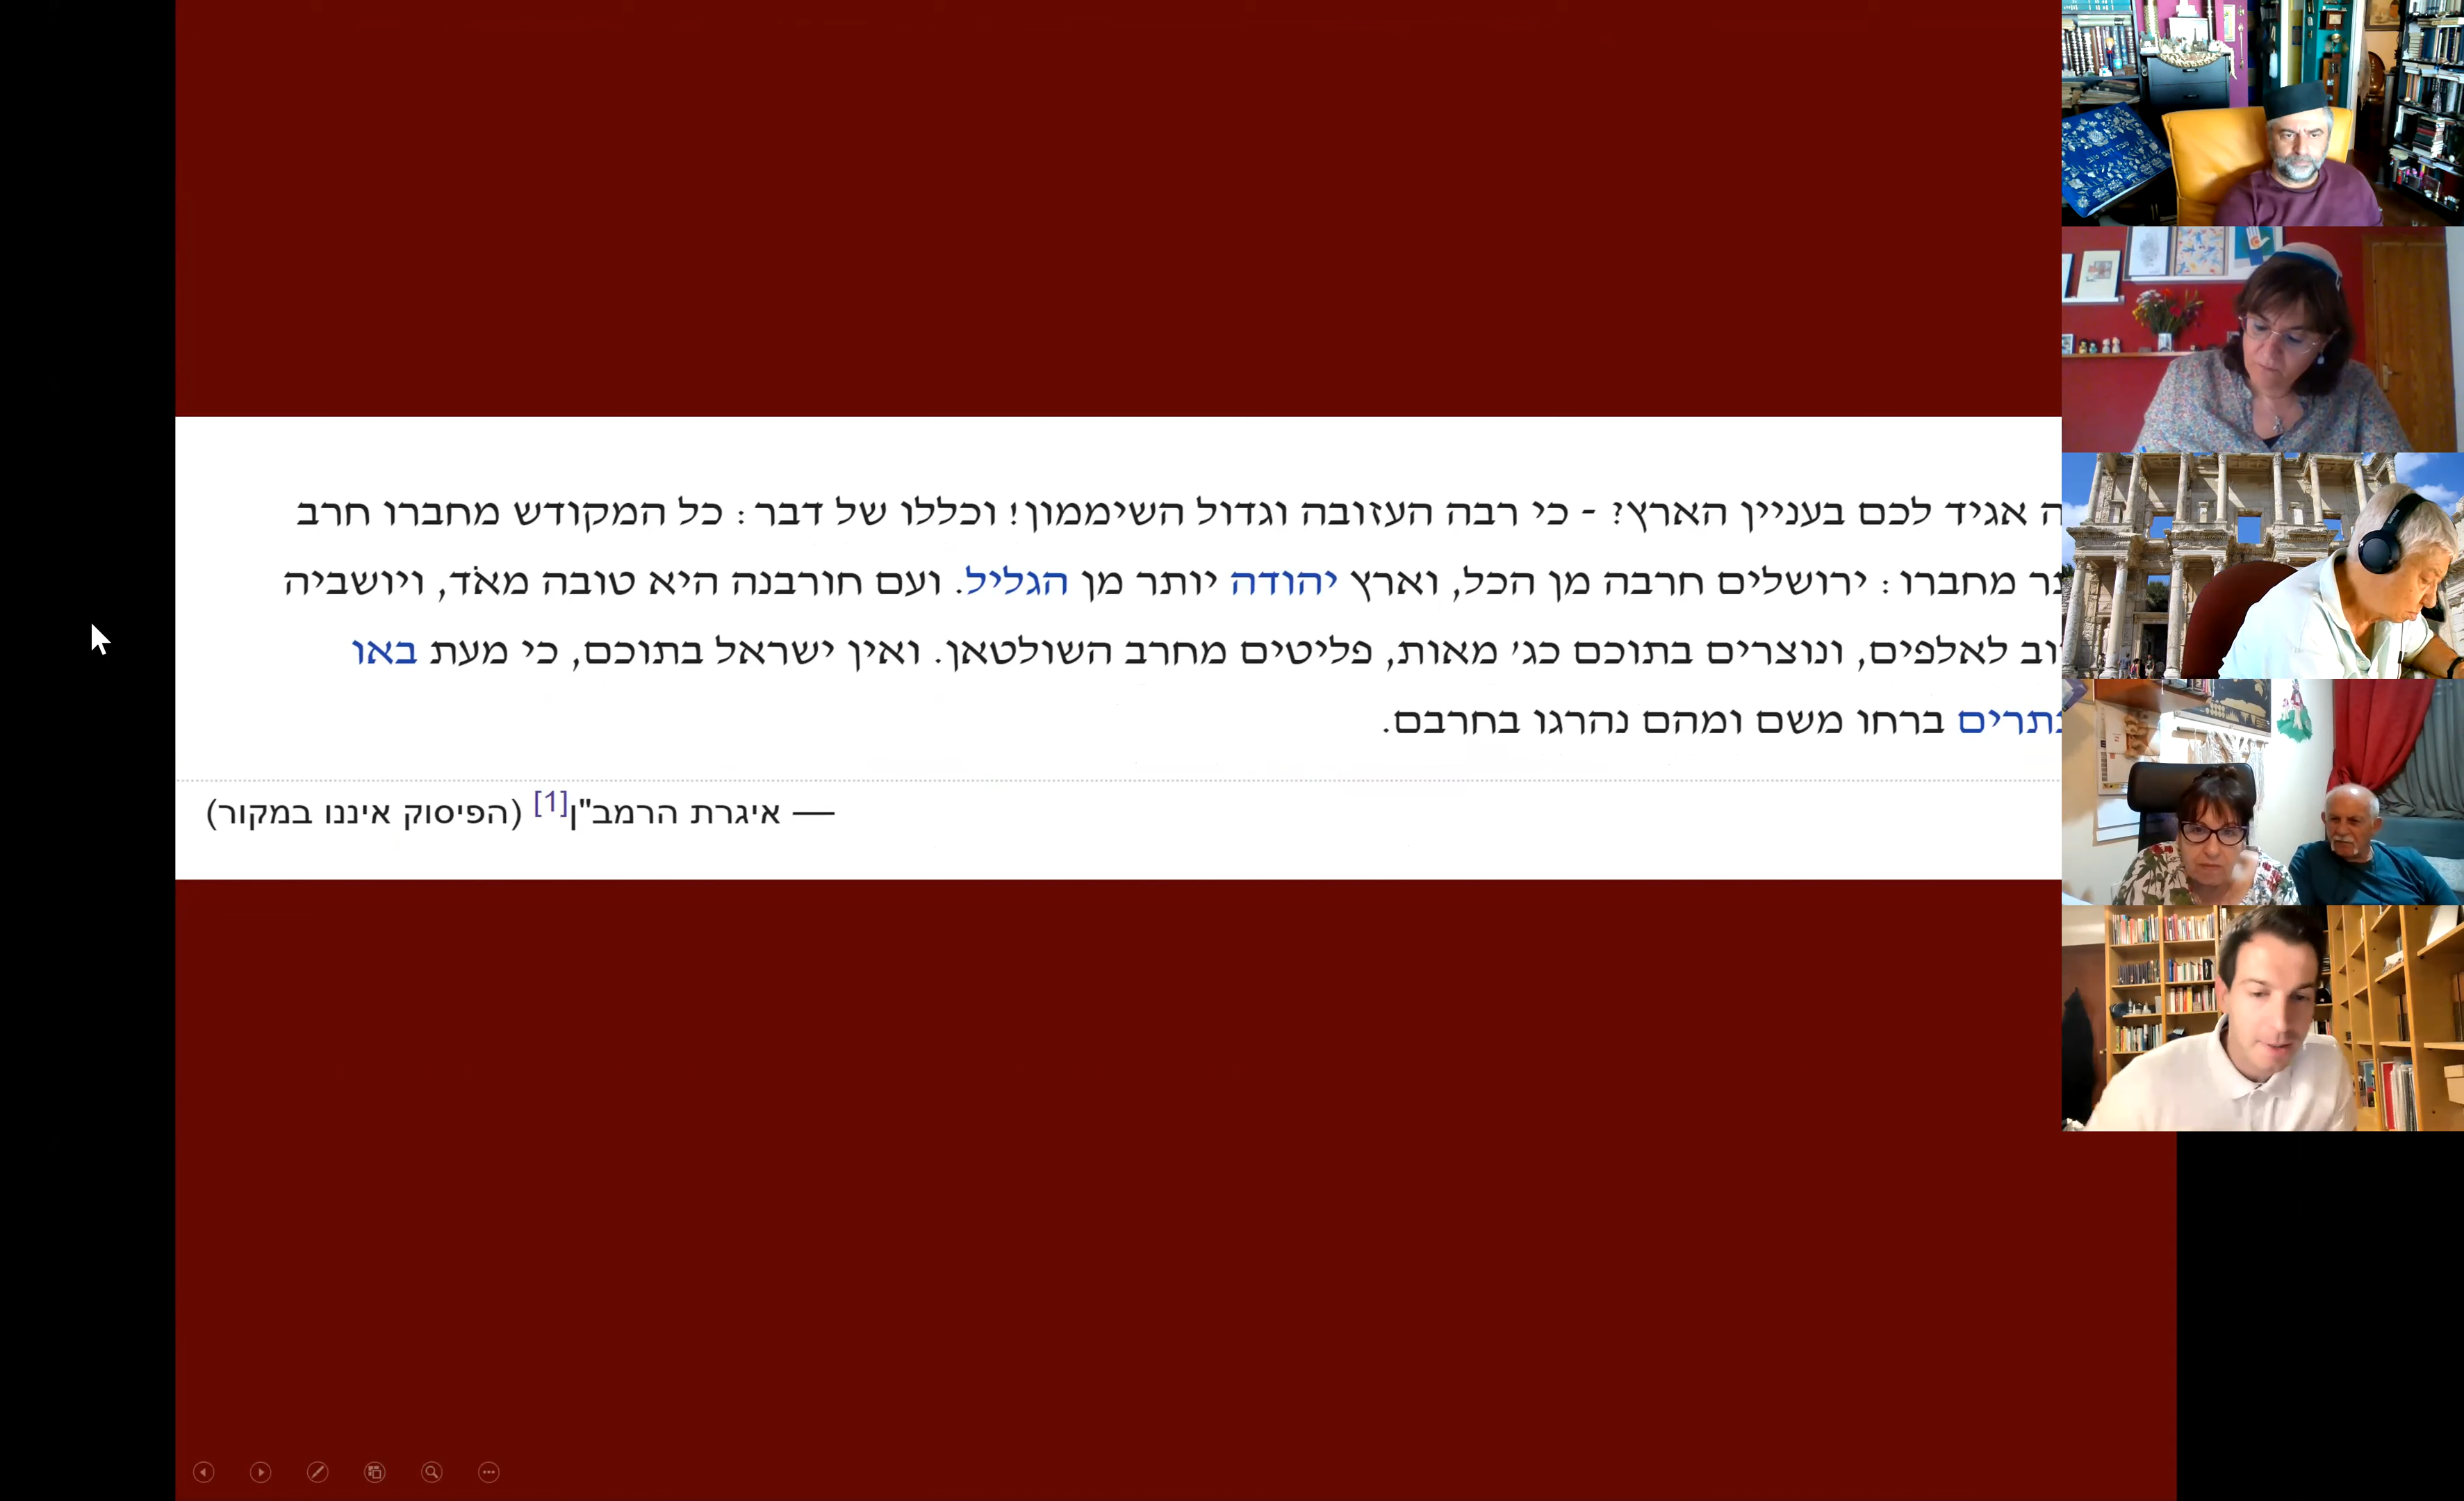 ה אגיד לכם בעניין הארץ? - כי רבה העזובה וגדול השיממון! וכללו של דבר: כל המקודש מחברו חרב
מחברו: ירושלים חרבה מן הכל, וארץ יהודה יותר מן הגליל. ועם חורבנה היא טובה מאֹד, ויושביה
לאלפים, ונוצרים בתוכם כג' מאות, פליטים מחרב השולטאן. ואין ישראל בתוכם, כי מעת באו
ברחו משם ומהם נהרגו בחרבם.
— איגרת הרמב"ן[1] (הפיסוק איננו במקור)